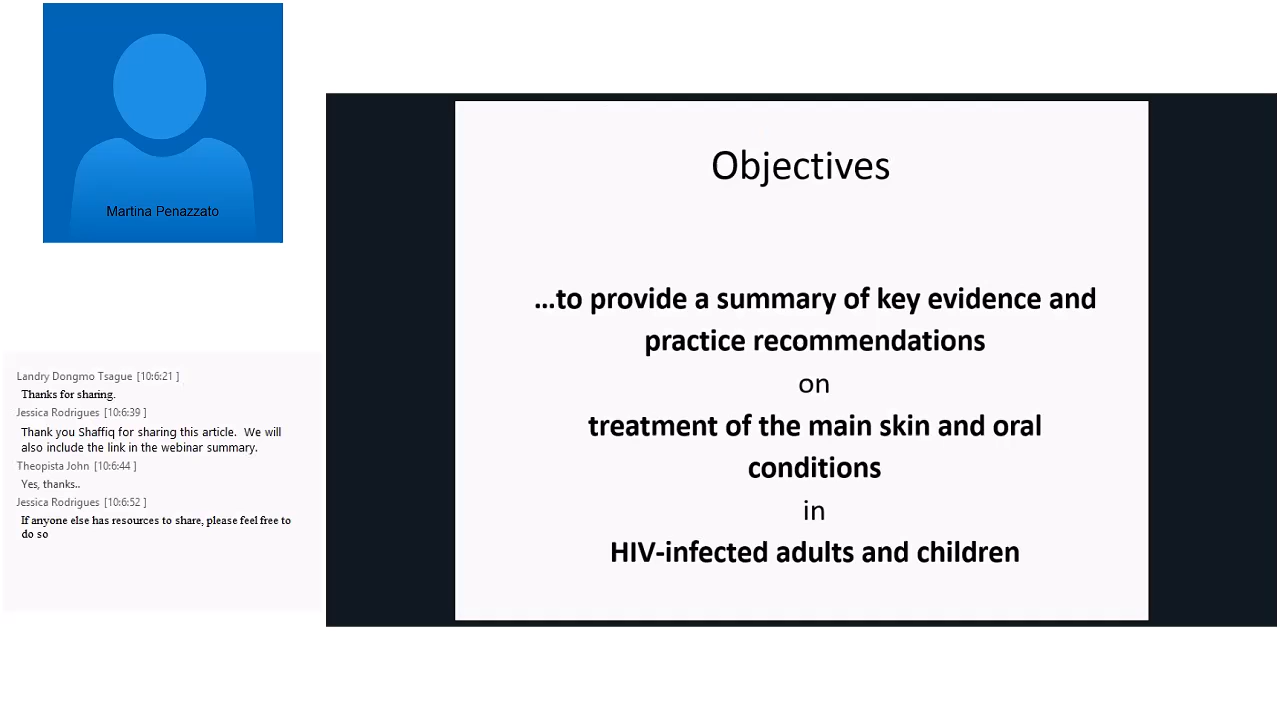 Martina Penazzato
Landry Dongmo Tsague [10:6:21 ]
Thanks for sharing.
Jessica Rodrigues [10:6:39 ]
Thank you Shaffiq for sharing this article. We will
also include the link in the webinar summary.
Theopista John [10:6:44 ]
Yes, thanks..
Jessica Rodrigues [10:6:52 ]
If anyone else has resources to share, please feel free to
do so
Objectives
...to provide a summary of key evidence and
practice recommendations
on
treatment of the main skin and oral
conditions
in
HIV-infected adults and children